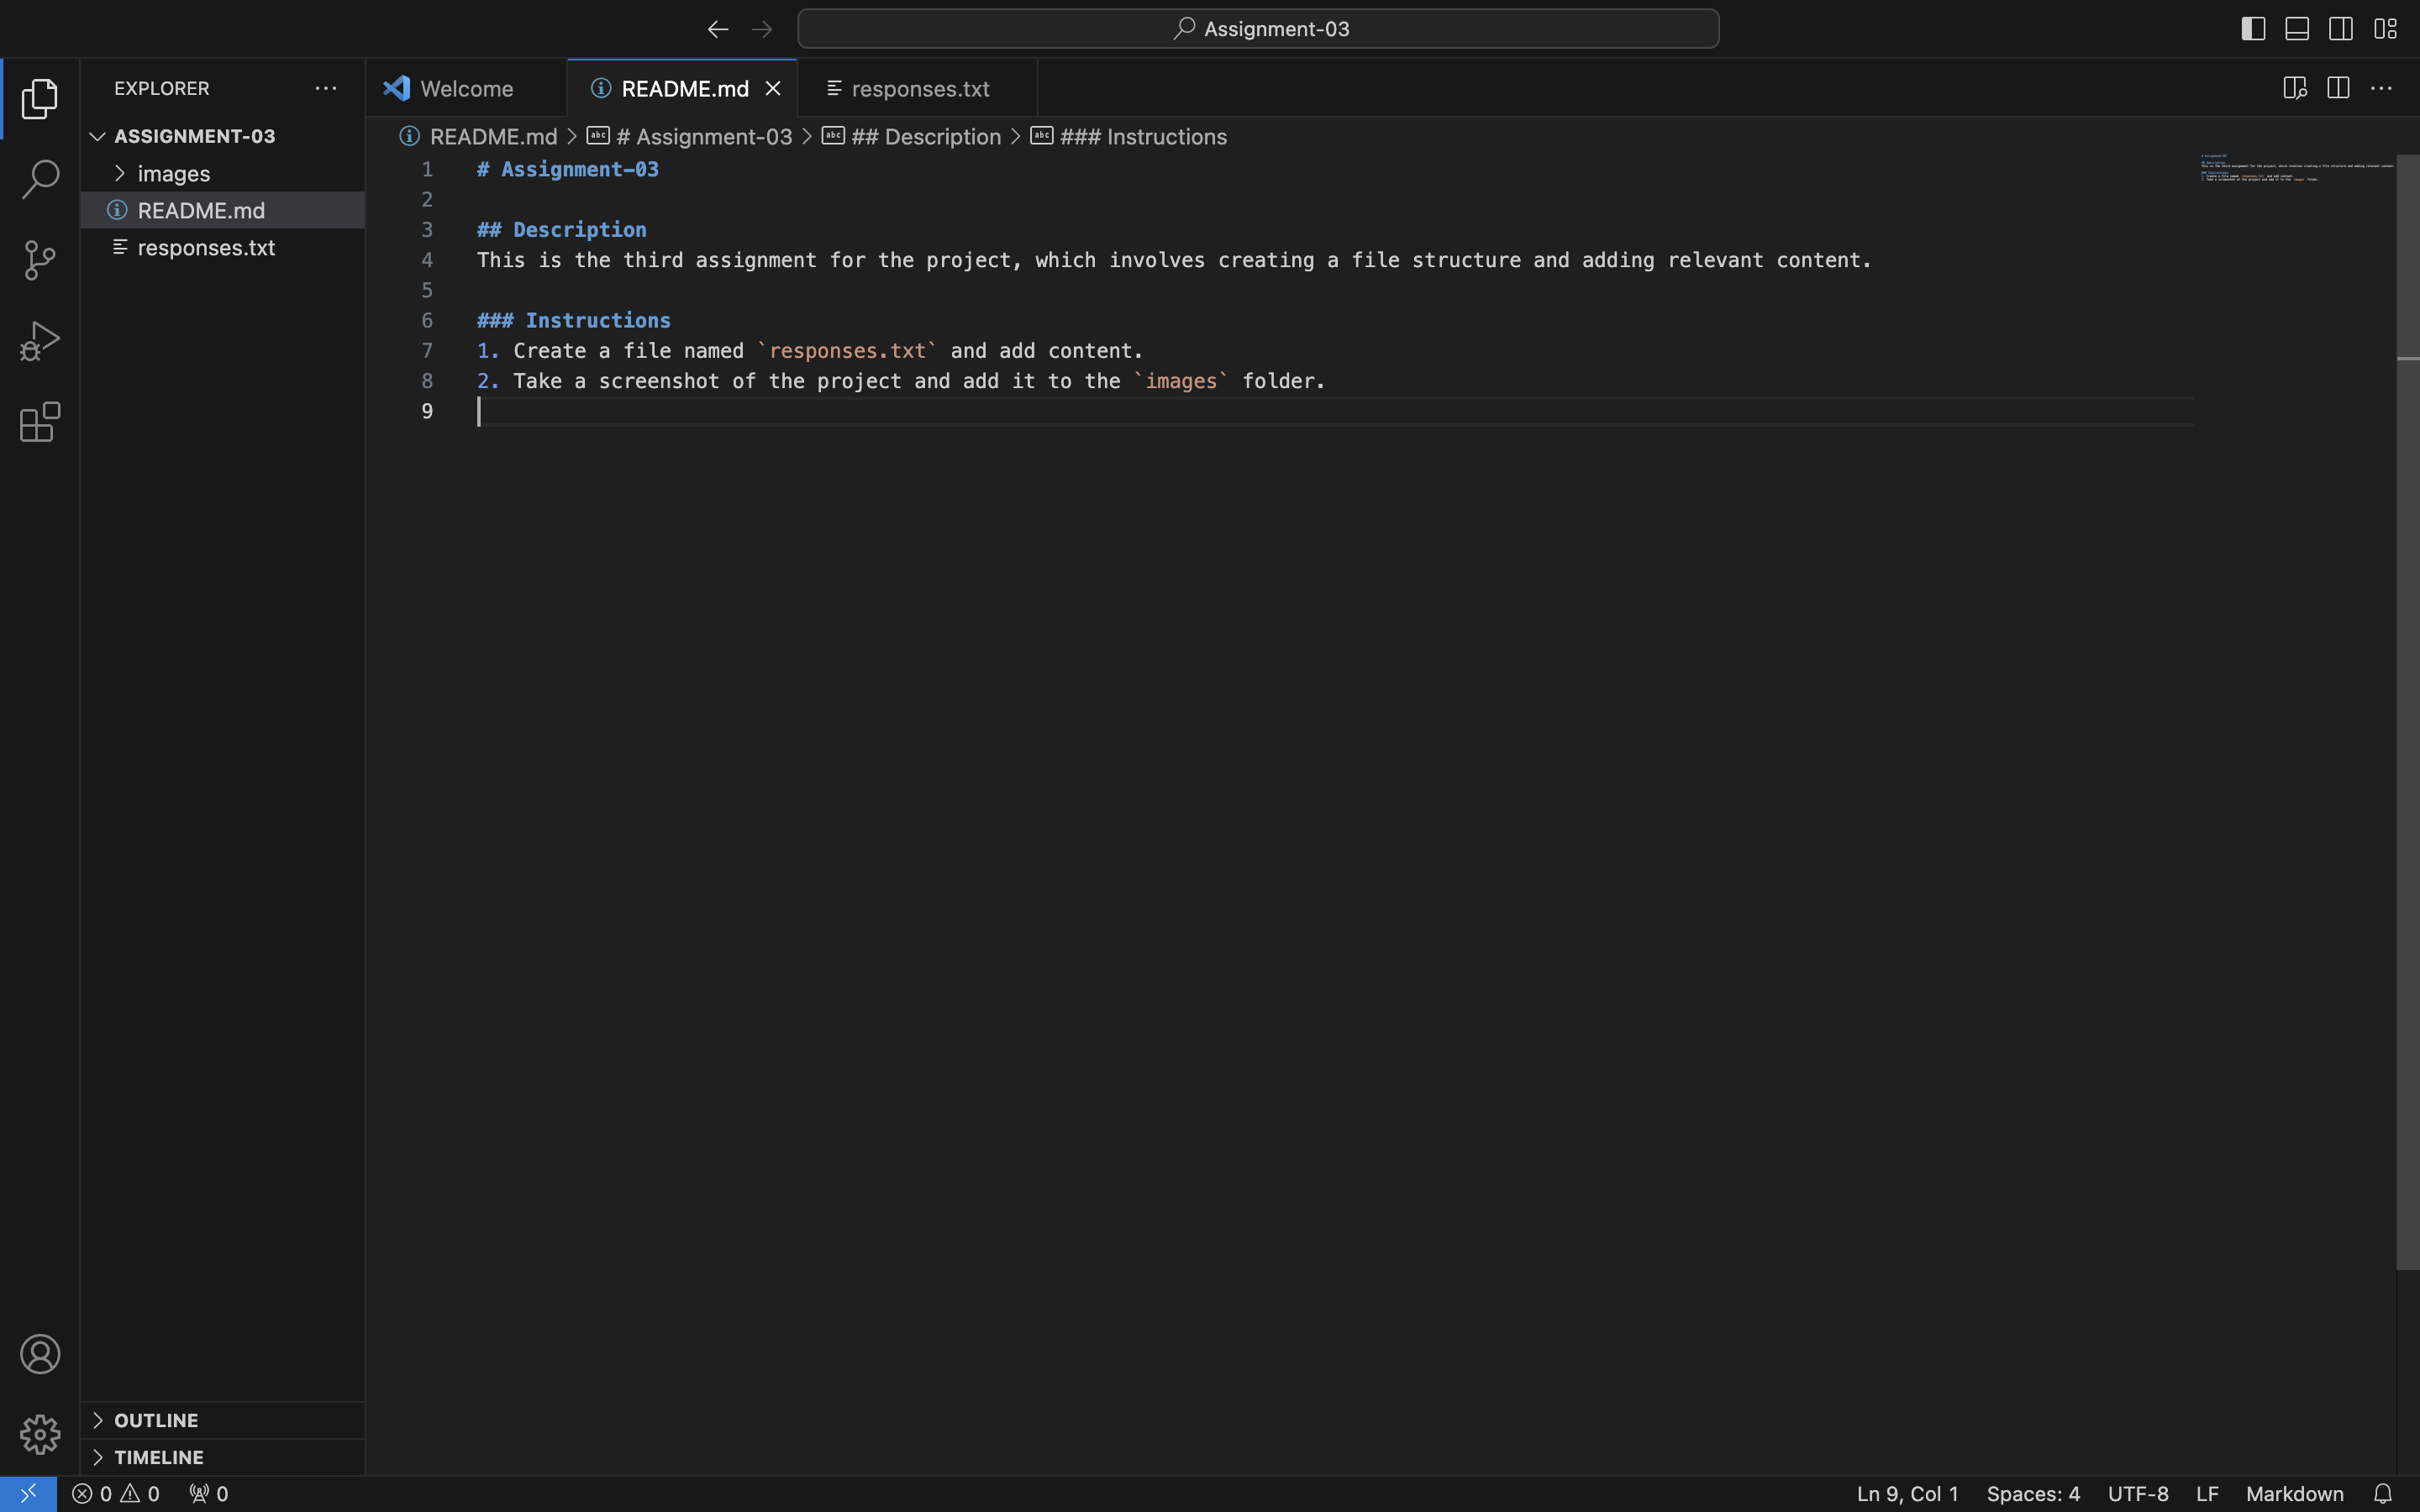 Assignment-03
EXPLORER
Welcome
README.md
responses.txt
ASSIGNMENT-03
images
README.md
responses.txt
README.md > # Assignment-03 > ## Description > ### Instructions
1 # Assignment-03
2
3 ## Description
4 This is the third assignment for the project, which involves creating a file structure and adding relevant content.
5
6 ### Instructions
7 1. Create a file named `responses.txt` and add content.
8 2. Take a screenshot of the project and add it to the `images` folder.
9
OUTLINE
TIMELINE
0 0 0
Ln 9, Col 1 Spaces: 4 UTF-8 LF Markdown